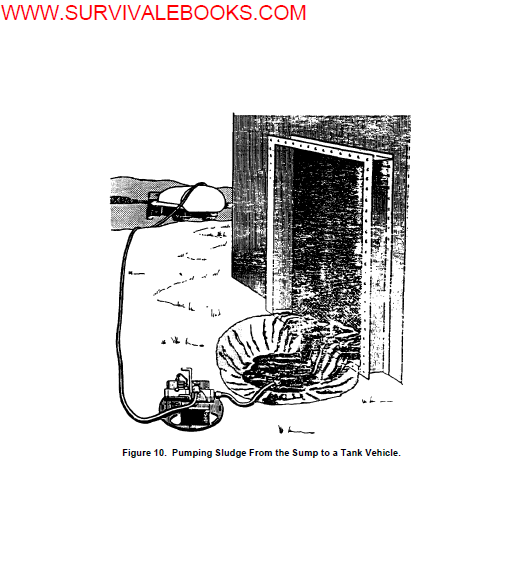 WWW.SURVIVALEBOOKS.COM
Figure 10. Pumping Sludge From the Sump to a Tank Vehicle.